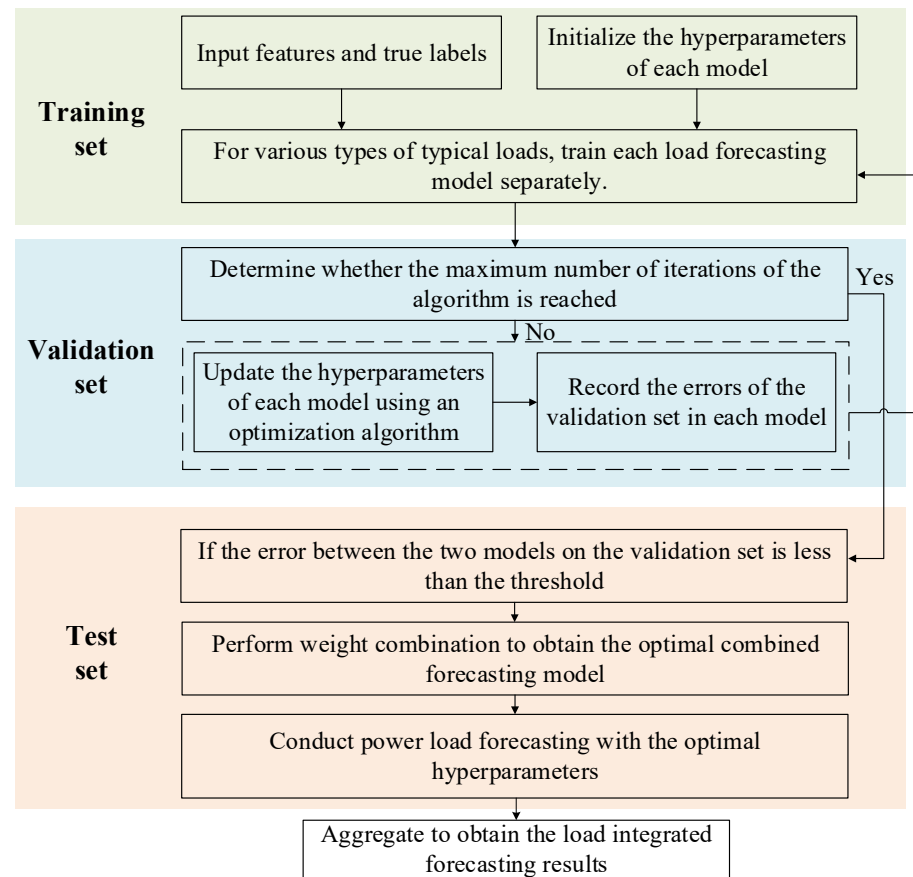 Input features and true labels
Initialize the hyperparameters
of each model
Training
set
For various types of typical loads, train each load forecasting
model separately.
Determine whether the maximum number of iterations of the
algorithm is reached
Yes
No
Validation
set
Update the hyperparameters
of each model using an
optimization algorithm
Record the errors of the
validation set in each model
If the error between the two models on the validation set is less
than the threshold
Test
set
Perform weight combination to obtain the optimal combined
forecasting model
Conduct power load forecasting with the optimal
hyperparameters
Aggregate to obtain the load integrated
forecasting results